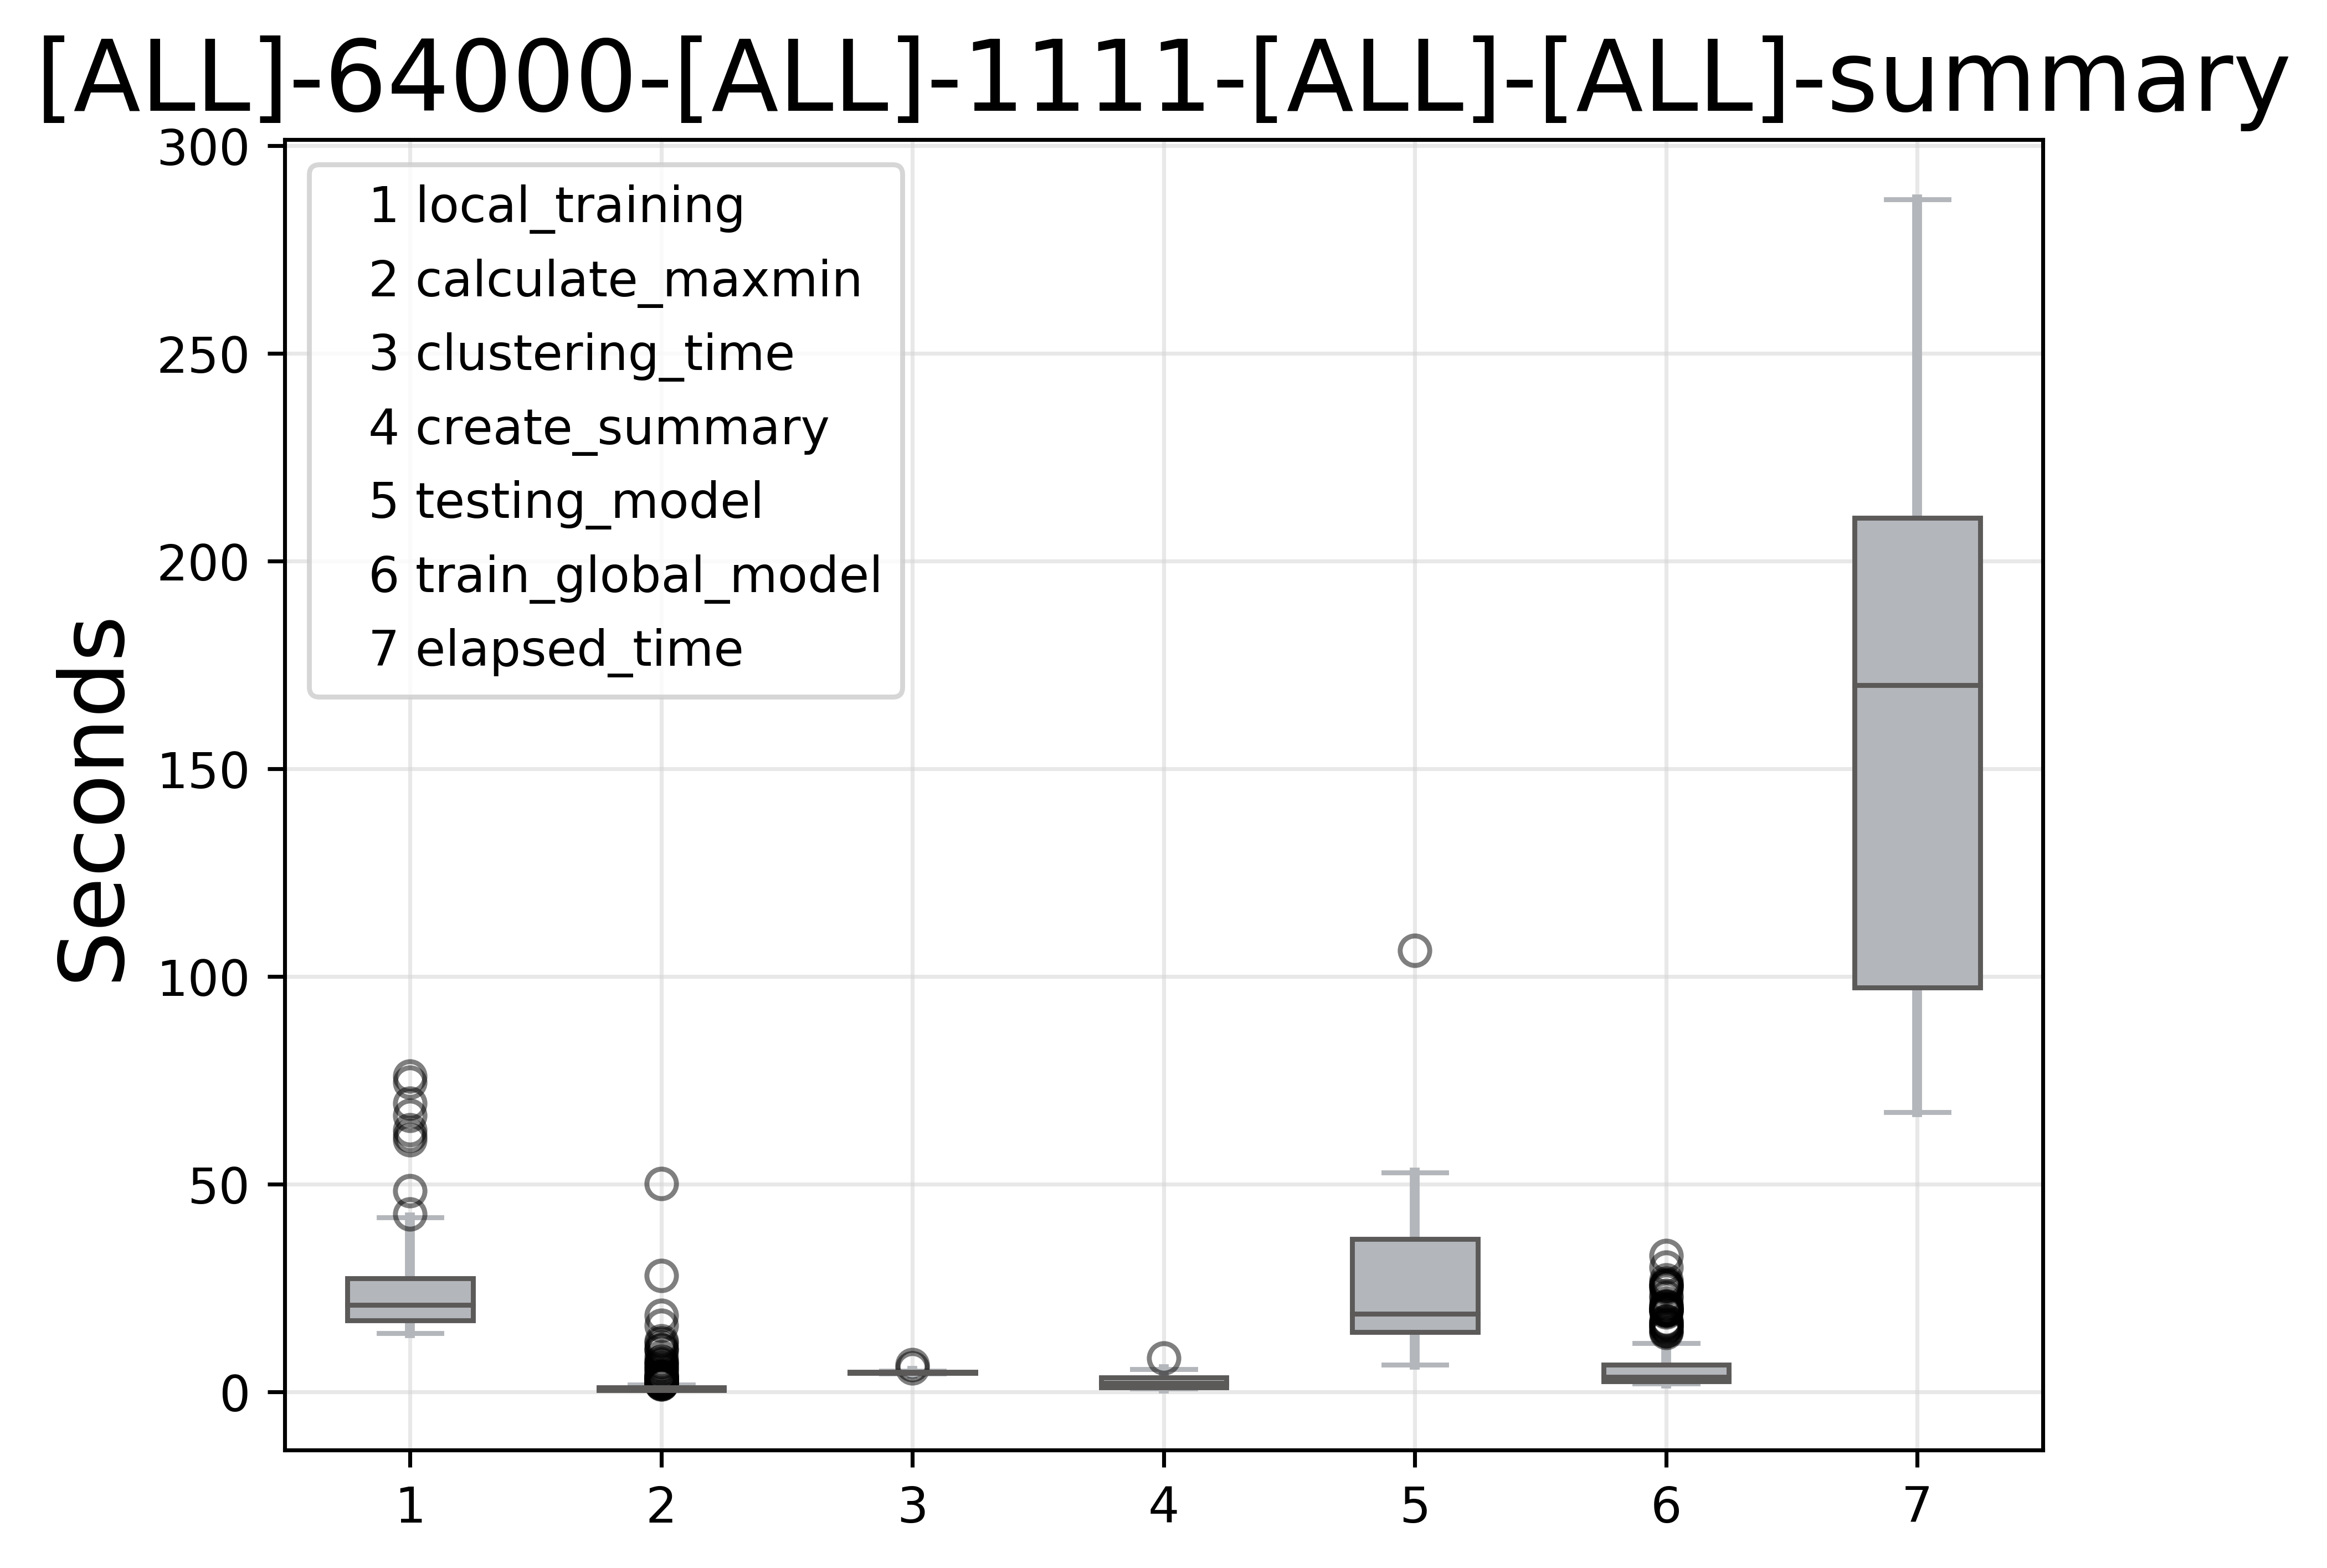 [ALL]-64000-[ALL]-1111-[ALL]-[ALL]-summary
Seconds
300
250
200
150
100
50
0
1 local_training
2 calculate_maxmin
3 clustering_time
4 create_summary
5 testing_model
6 train_global_model
7 elapsed_time
1 2 3 4 5 6 7